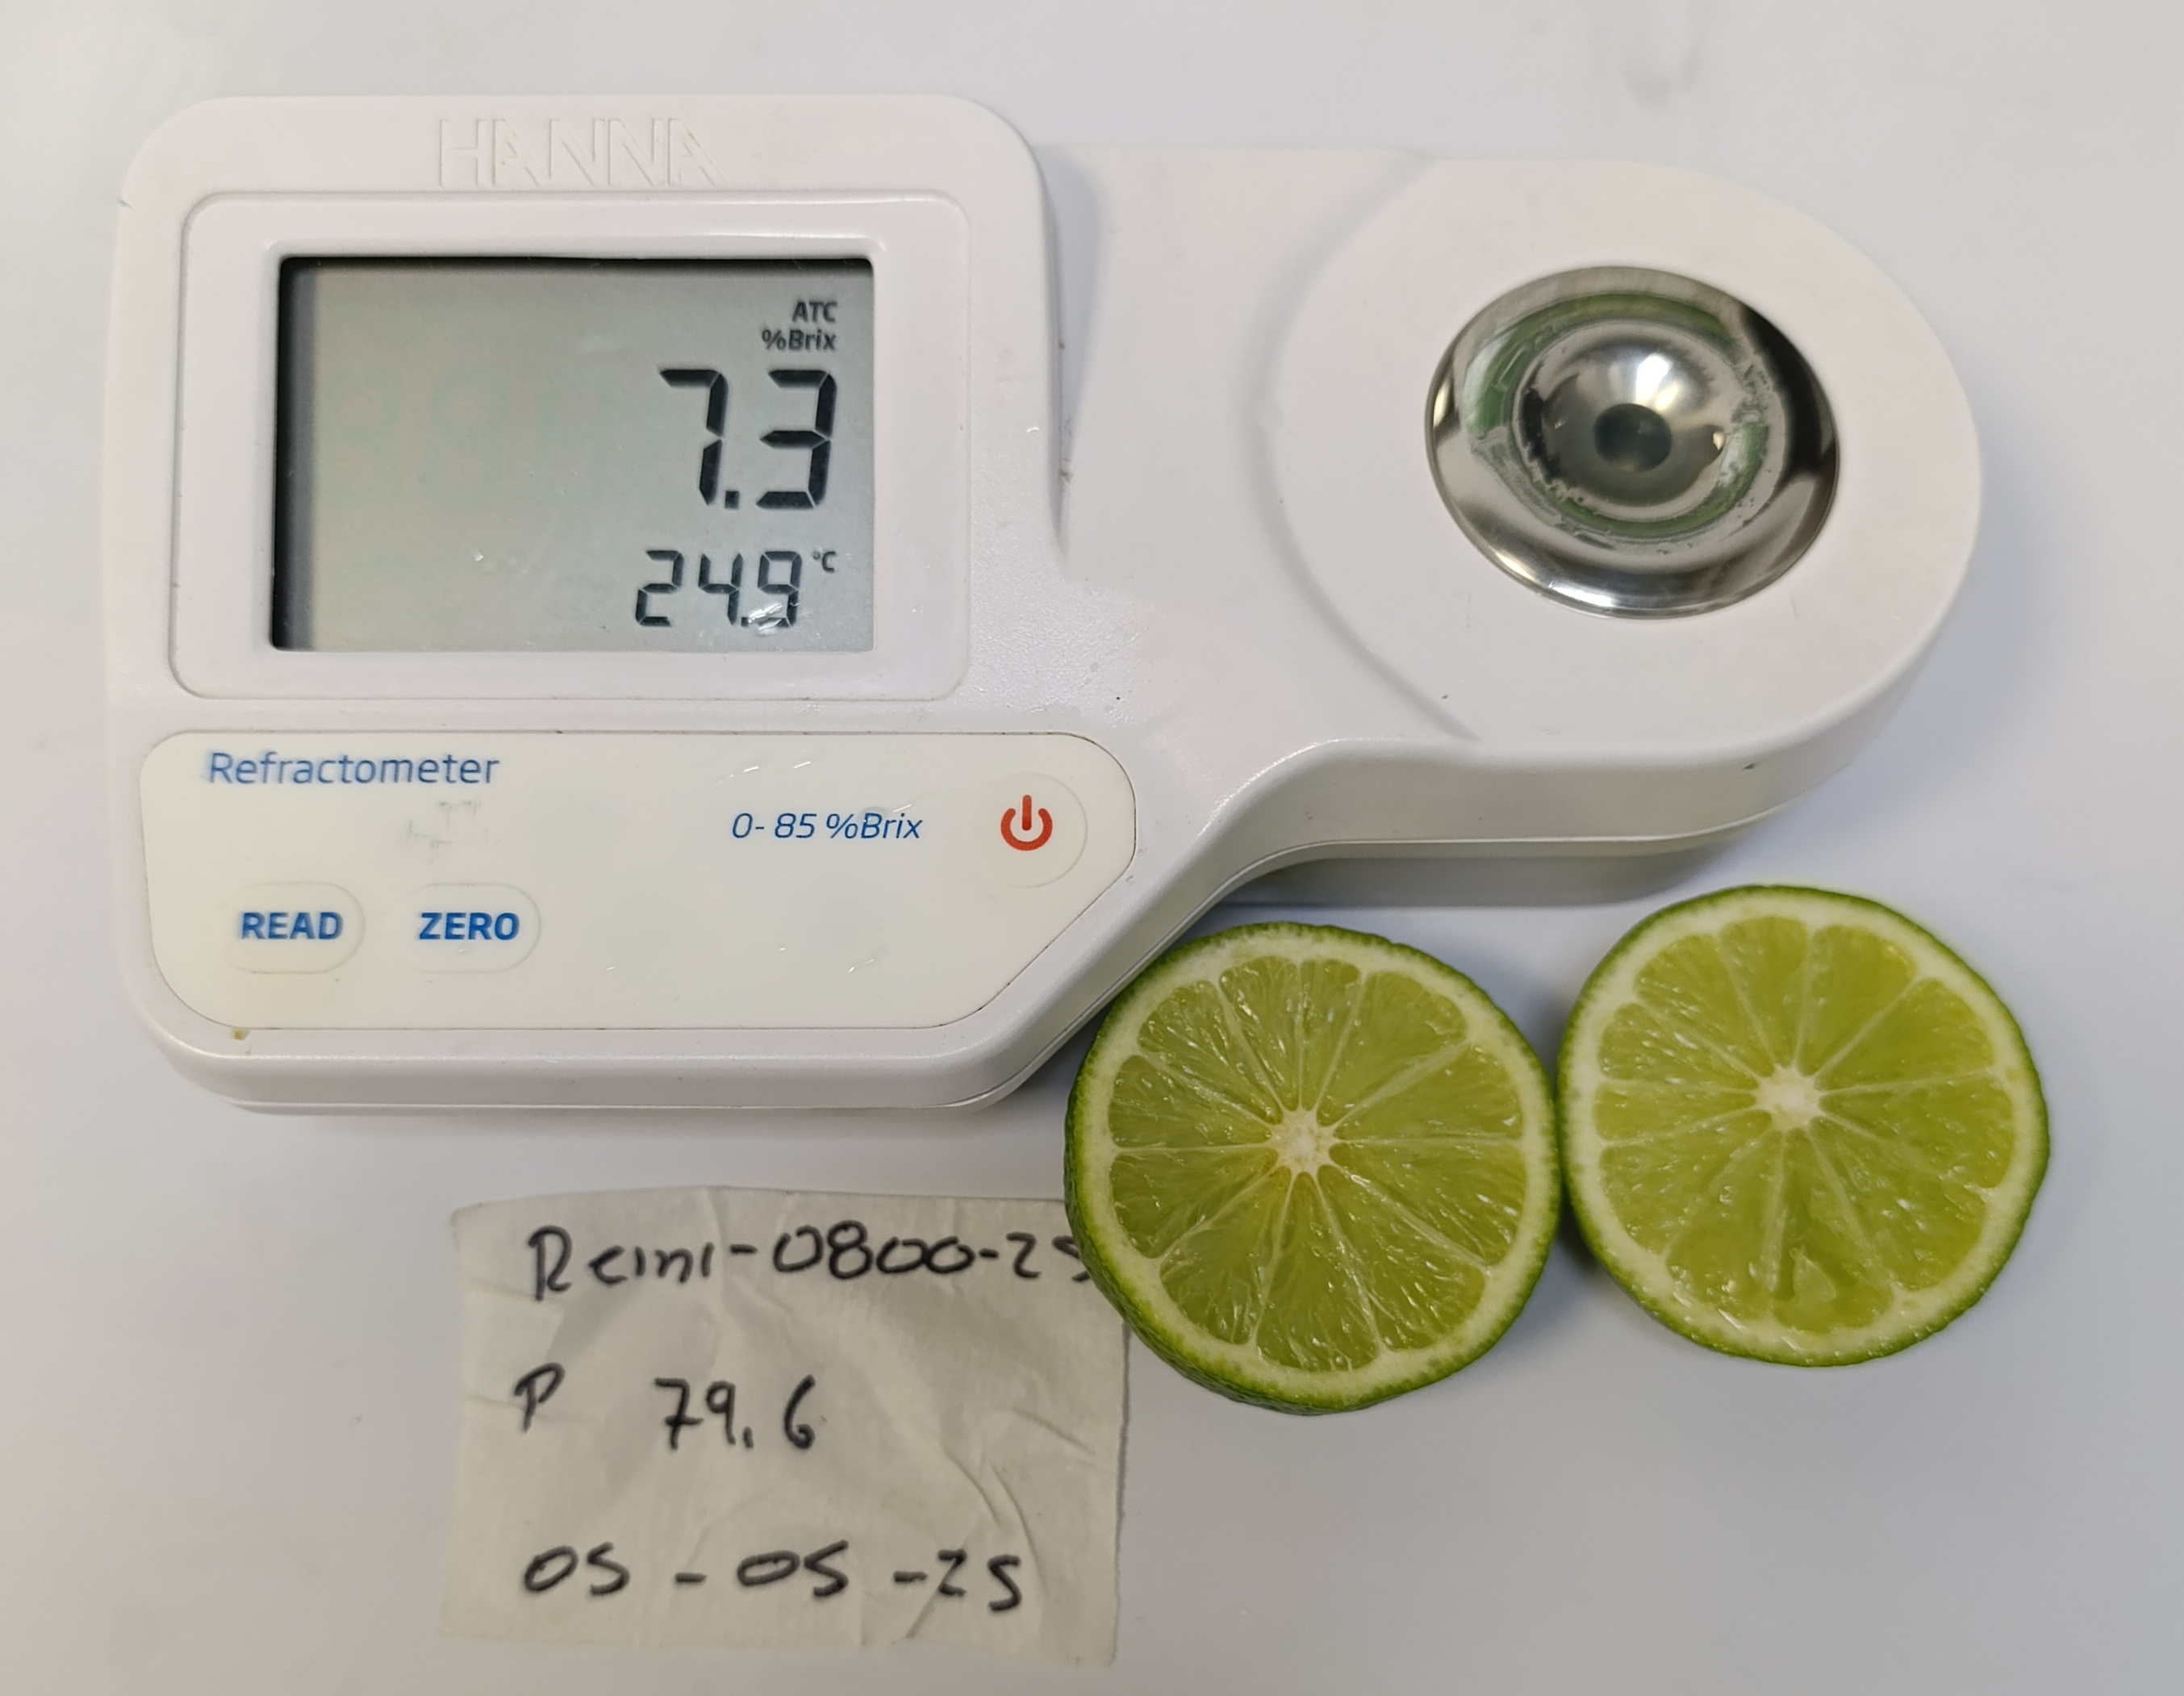 HANNA
ATC
%Brix
7.3
24.9 °C
Refractometer
0-85 %Brix
READ
ZERO
Remi-0800-25
P 79.6
05-05-25